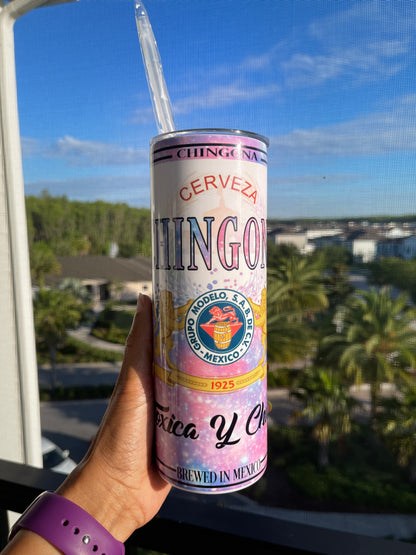 CHINGONA
CERVEZA
HINGON
GRUPO MODELO, S.A.B. DE C.V.
- MEXICO -
1925
Toxica Y Ch
BREWED IN MEXICO